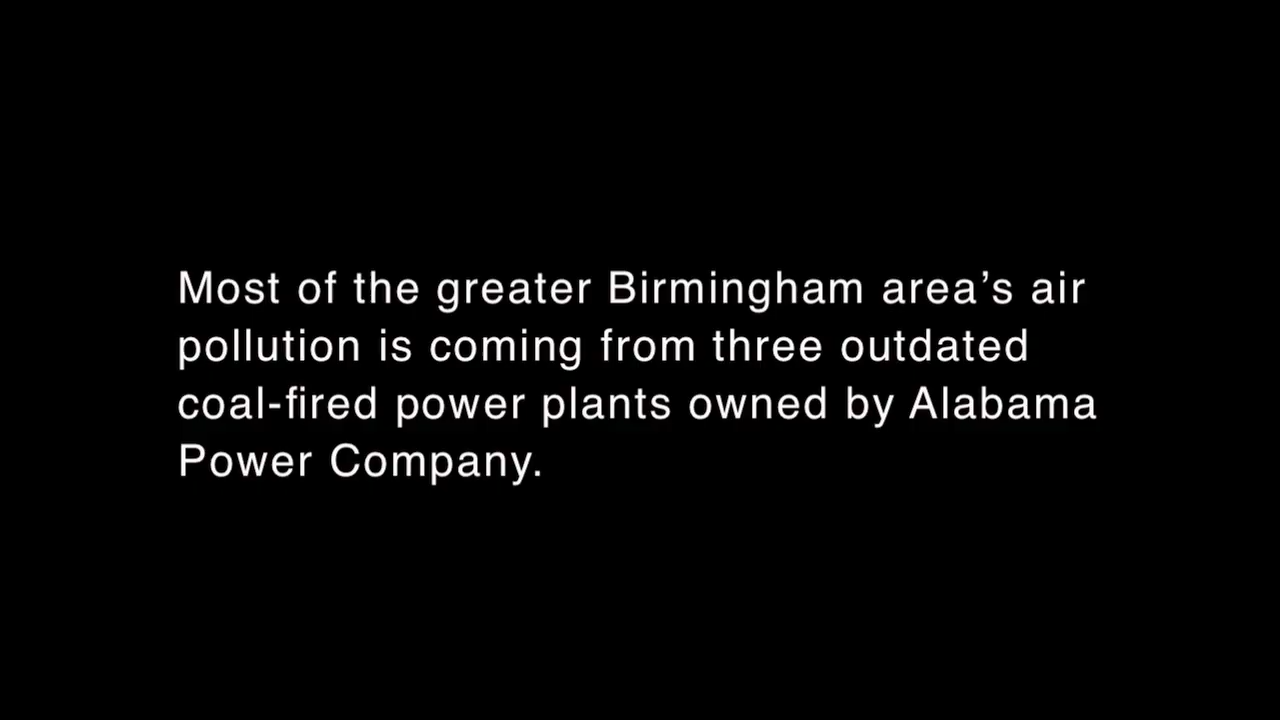 Most of the greater Birmingham area’s air
pollution is coming from three outdated
coal-fired power plants owned by Alabama
Power Company.